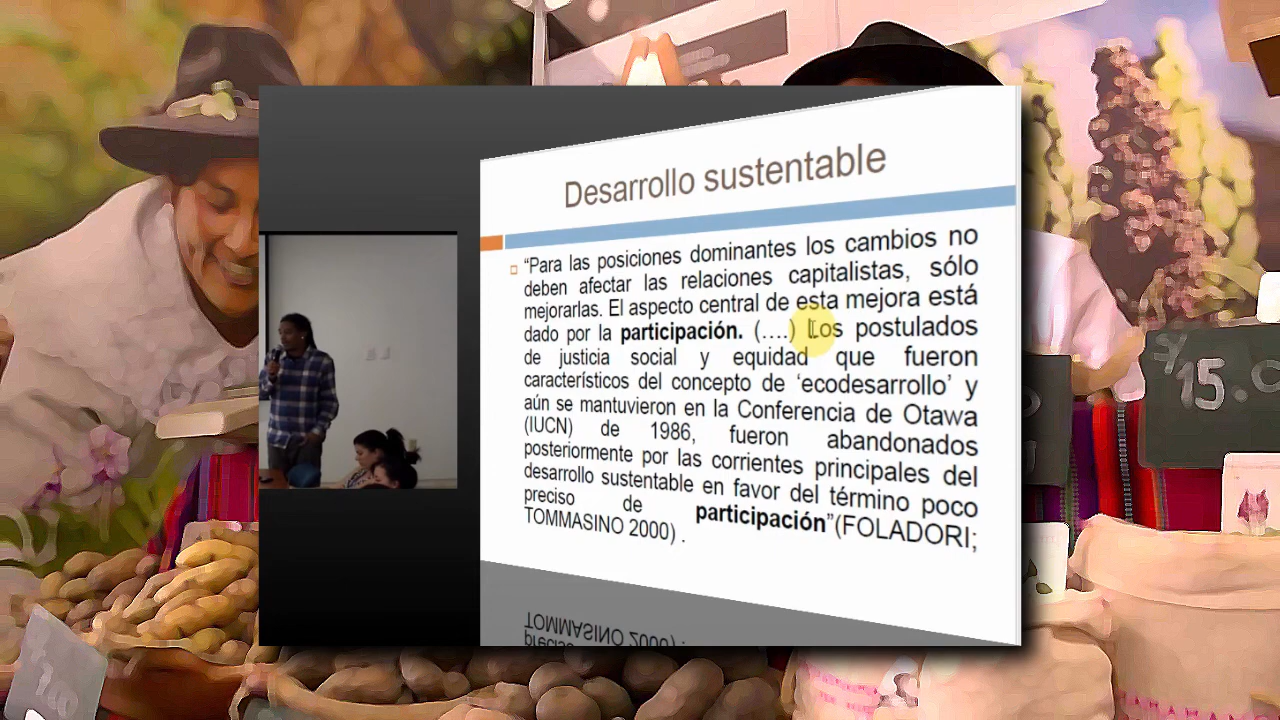 Desarrollo sustentable
“Para las posiciones dominantes los cambios no
deben afectar las relaciones capitalistas, sólo
mejorarlas. El aspecto central de esta mejora está
dado por la participación. (....) Los postulados
de justicia social y equidad que fueron
característicos del concepto de ‘ecodesarrollo’ y
aún se mantuvieron en la Conferencia de Otawa
(IUCN) de 1986, fueron abandonados
posteriormente por las corrientes principales del
desarrollo sustentable en favor del término poco
preciso de participación”(FOLADORI;
TOMMASINO 2000) .
S/15.